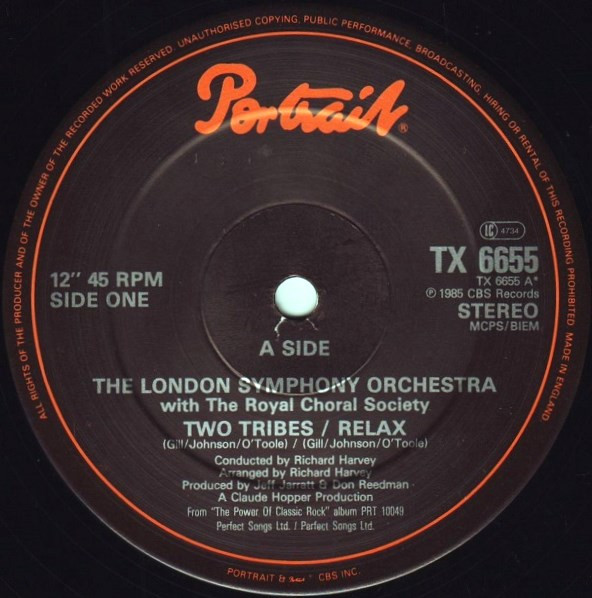 ALL RIGHTS OF THE PRODUCER AND OF THE OWNER OF THE RECORDED WORK RESERVED. UNAUTHORISED COPYING, PUBLIC PERFORMANCE, BROADCASTING, HIRING OR RENTAL OF THIS RECORDING PROHIBITED. MADE IN ENGLAND.
Portrait®
LC 4734
TX 6655
TX 6655 A*
℗ 1985 CBS Records
STEREO
MCPS/BIEM
12" 45 RPM
SIDE ONE
A SIDE
THE LONDON SYMPHONY ORCHESTRA
with The Royal Choral Society
TWO TRIBES / RELAX
(Gill/Johnson/O'Toole) / (Gill/Johnson/O'Toole)
Conducted by Richard Harvey
Arranged by Richard Harvey
Produced by Jeff Jarratt & Don Reedman
A Claude Hopper Production
From "The Power Of Classic Rock" album PRT 10049
Perfect Songs Ltd. / Parfect Songs Ltd.
PORTRAIT & Portrait ® CBS INC.